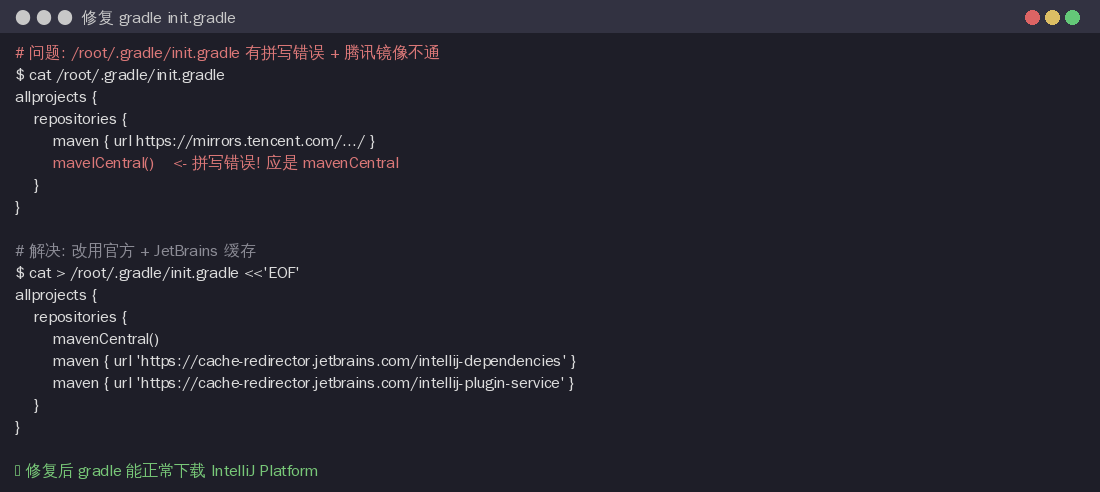 修复 gradle init.gradle
# 问题: /root/.gradle/init.gradle 有拼写错误 + 腾讯镜像不通
$ cat /root/.gradle/init.gradle
allprojects {
    repositories {
        maven { url https://mirrors.tencent.com/.../ }
        mavelCentral()    <- 拼写错误! 应是 mavenCentral
    }
}
# 解决: 改用官方 + JetBrains 缓存
$ cat > /root/.gradle/init.gradle <<'EOF'
allprojects {
    repositories {
        mavenCentral()
        maven { url 'https://cache-redirector.jetbrains.com/intellij-dependencies' }
        maven { url 'https://cache-redirector.jetbrains.com/intellij-plugin-service' }
    }
}
修复后 gradle 能正常下载 IntelliJ Platform